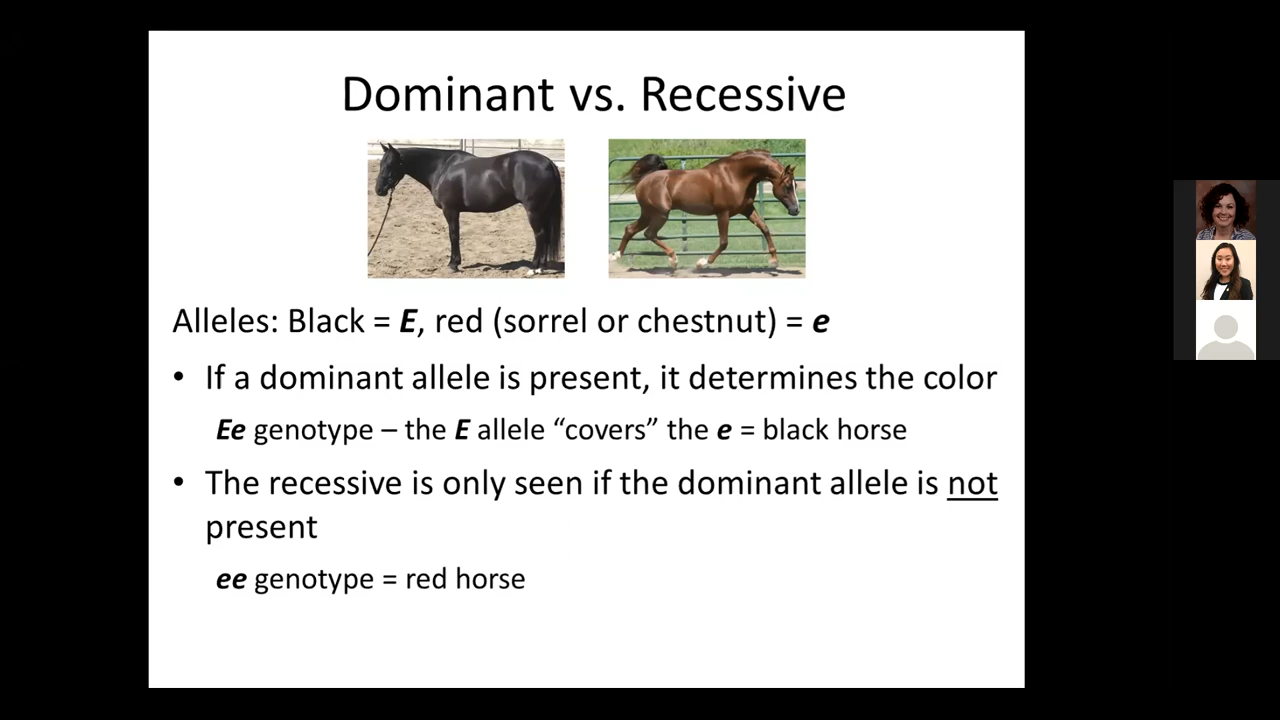 Dominant vs. Recessive
Alleles: Black = E, red (sorrel or chestnut) = e
• If a dominant allele is present, it determines the color
Ee genotype – the E allele “covers” the e = black horse
• The recessive is only seen if the dominant allele is not
present
ee genotype = red horse